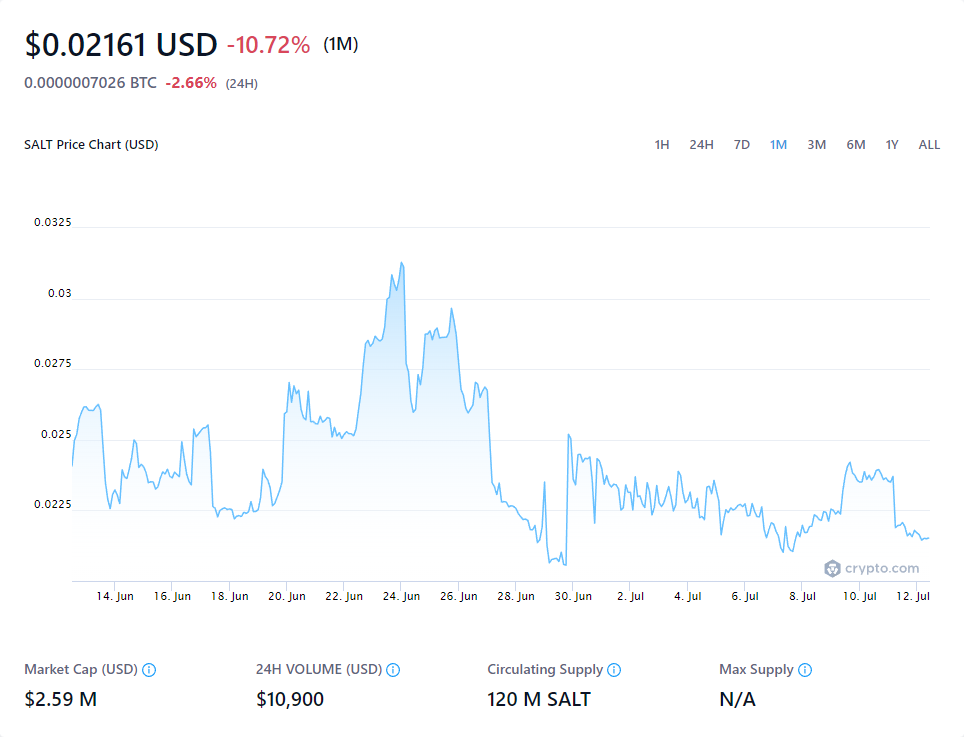 $0.02161 USD -10.72% (1M)
0.0000007026 BTC -2.66% (24H)
SALT Price Chart (USD) 1H 24H 7D 1M 3M 6M 1Y ALL
0.0325
0.03
0.0275
0.025
0.0225
crypto.com
14. Jun 16. Jun 18. Jun 20. Jun 22. Jun 24. Jun 26. Jun 28. Jun 30. Jun 2. Jul 4. Jul 6. Jul 8. Jul 10. Jul 12. Jul
Market Cap (USD) 24H VOLUME (USD) Circulating Supply Max Supply
$2.59 M $10,900 120 M SALT N/A